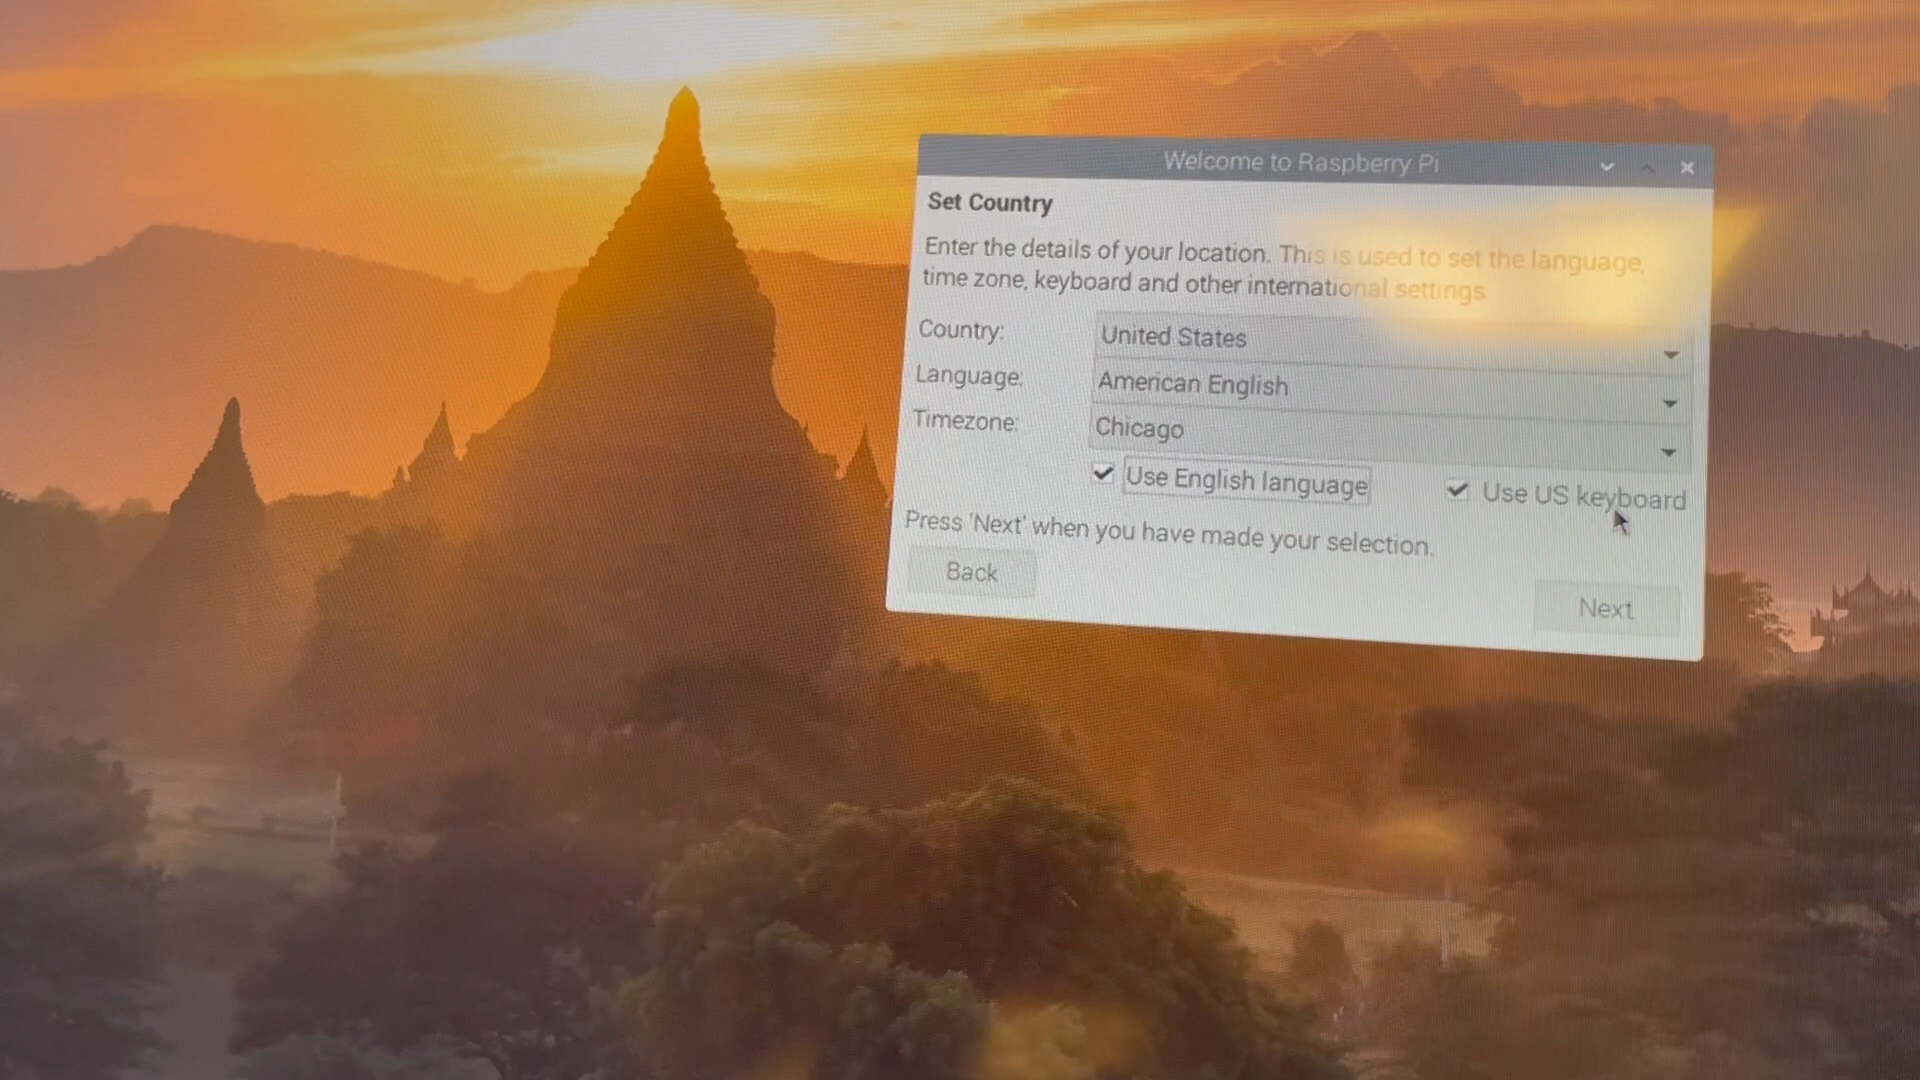 Welcome to Raspberry Pi
Set Country
Enter the details of your location. This is used to set the language,
time zone, keyboard and other international settings.
Country: United States
Language: American English
Timezone: Chicago
Use English language Use US keyboard
Press 'Next' when you have made your selection.
Back Next